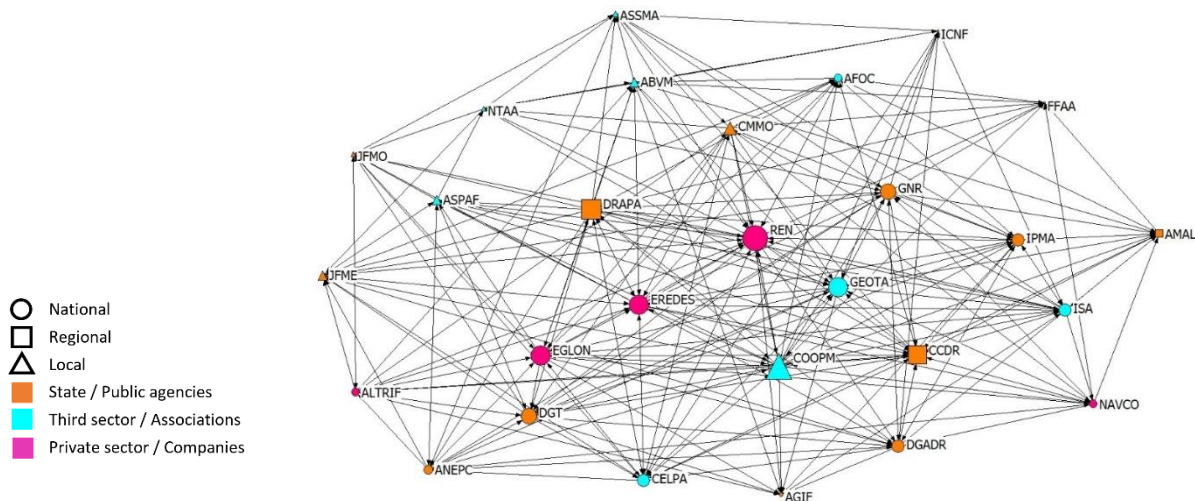 ASSMA
ICNF
ABVM
AFOC
NTAA
FFAA
CMMO
JFMO
GNR
ASPAF
DRAPA
REN
IPMA
AMAL
JFME
GEOTA
EREDES
ISA
National
Regional
EGLON
CCDR
Local
COOPM
State / Public agencies
ALTRIF
NAVCO
Third sector / Associations
DGT
Private sector / Companies
DGADR
ANEPC
CELPA
AGIF